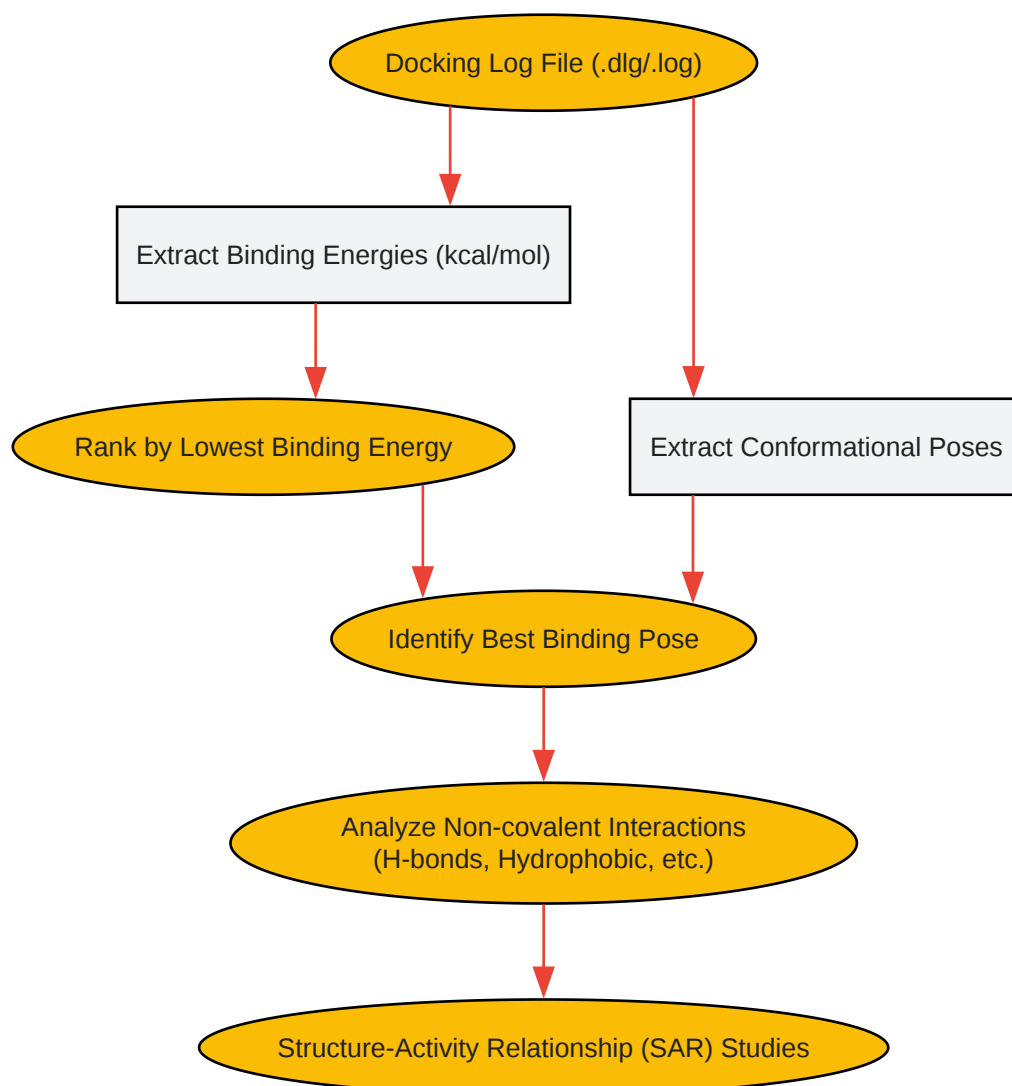 Docking Log File (.dlg/.log)
Extract Binding Energies (kcal/mol)
Rank by Lowest Binding Energy
Extract Conformational Poses
Identify Best Binding Pose
Analyze Non-covalent Interactions
(H-bonds, Hydrophobic, etc.)
Structure-Activity Relationship (SAR) Studies